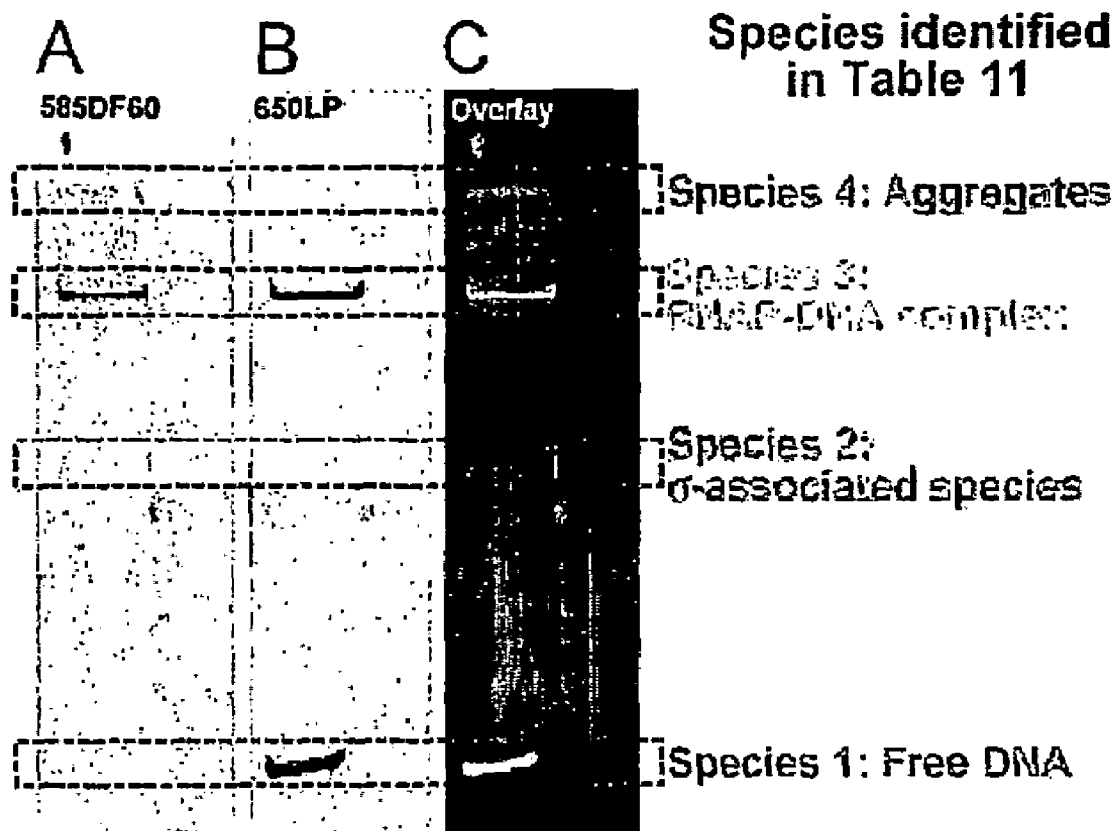 A B C
Species identified
in Table 11
585DF60 650LP Overlay
Species 4: Aggregates
Species 3:
RNAP-DNA complex
Species 2:
σ-associated species
Species 1: Free DNA